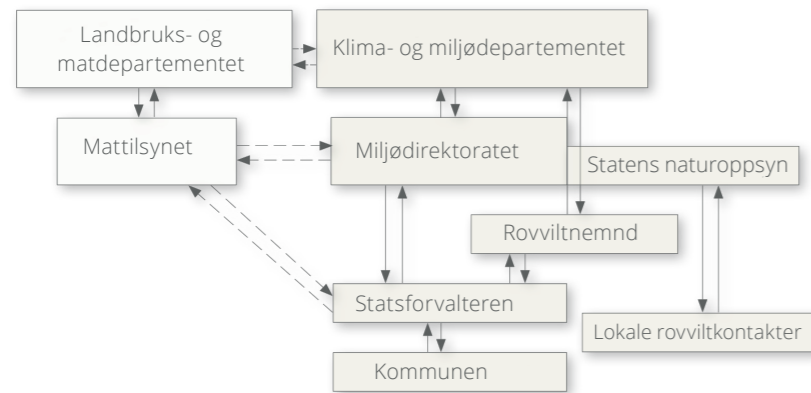 Landbruks- og
matdepartementet
Klima- og miljødepartementet
Mattilsynet
Miljødirektoratet
Statens naturoppsyn
Rovviltnemnd
Statsforvalteren
Lokale rovviltkontakter
Kommunen